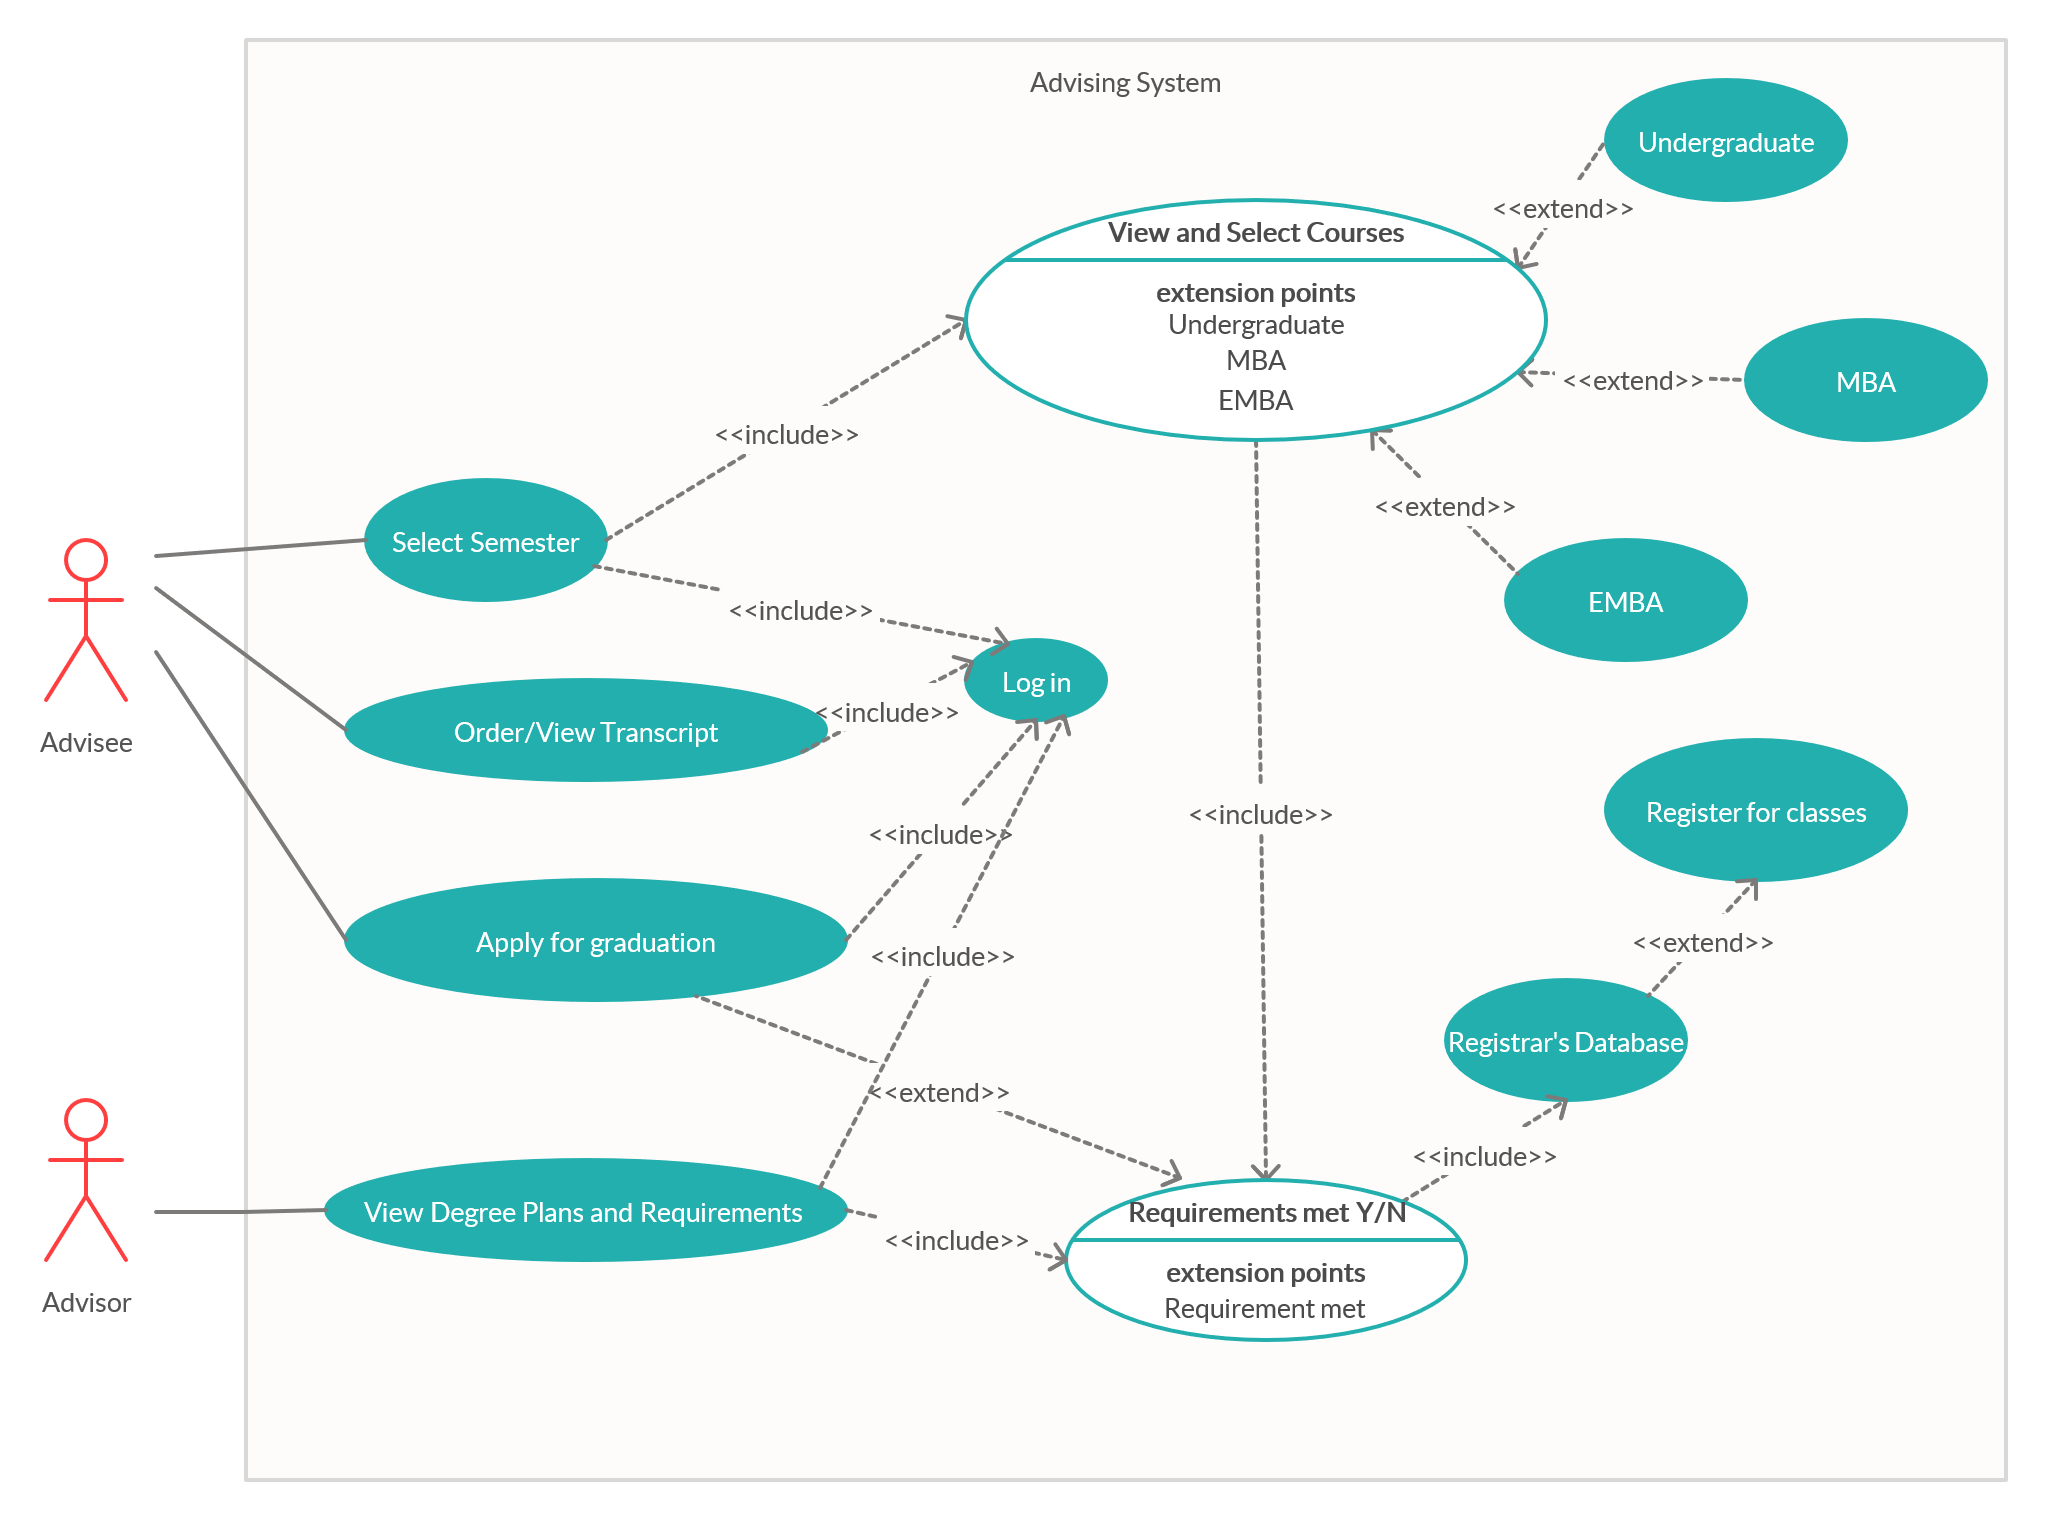 Advising System
Undergraduate
<<extend>>
View and Select Courses
extension points
Undergraduate
MBA
EMBA
<<extend>>
MBA
<<include>>
<<extend>>
Select Semester
EMBA
<<include>>
Log in
Advisee
Order/View Transcript
<<include>>
<<include>>
<<include>>
Register for classes
Apply for graduation
<<include>>
<<extend>>
Registrar's Database
<<extend>>
<<include>>
View Degree Plans and Requirements
Requirements met Y/N
<<include>>
extension points
Requirement met
Advisor